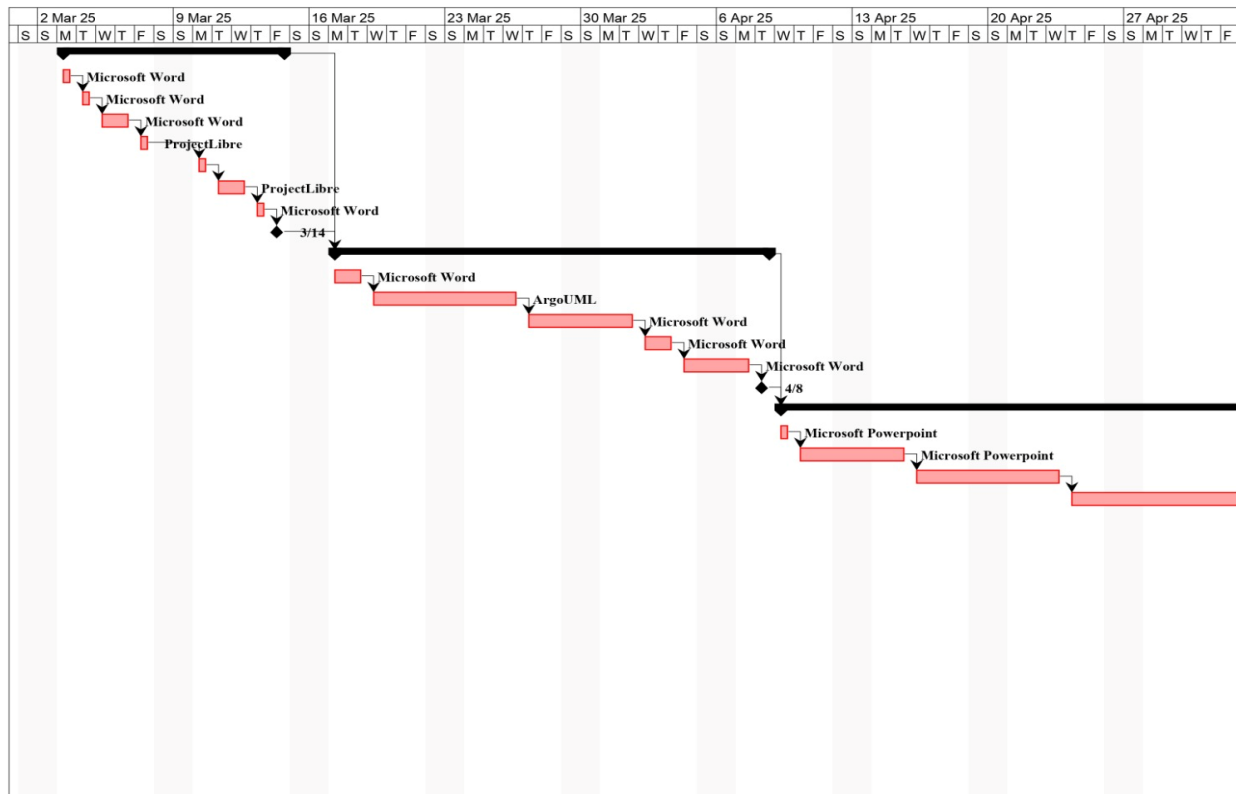 2 Mar 25 9 Mar 25 16 Mar 25 23 Mar 25 30 Mar 25 6 Apr 25 13 Apr 25 20 Apr 25 27 Apr 25
S S M T W T F S S M T W T F S S M T W T F S S M T W T F S S M T W T F S S M T W T F S S M T W T F S S M T W T F S S M T W T F
Microsoft Word
Microsoft Word
Microsoft Word
ProjectLibre
ProjectLibre
Microsoft Word
3/14
Microsoft Word
ArgoUML
Microsoft Word
Microsoft Word
Microsoft Word
4/8
Microsoft Powerpoint
Microsoft Powerpoint